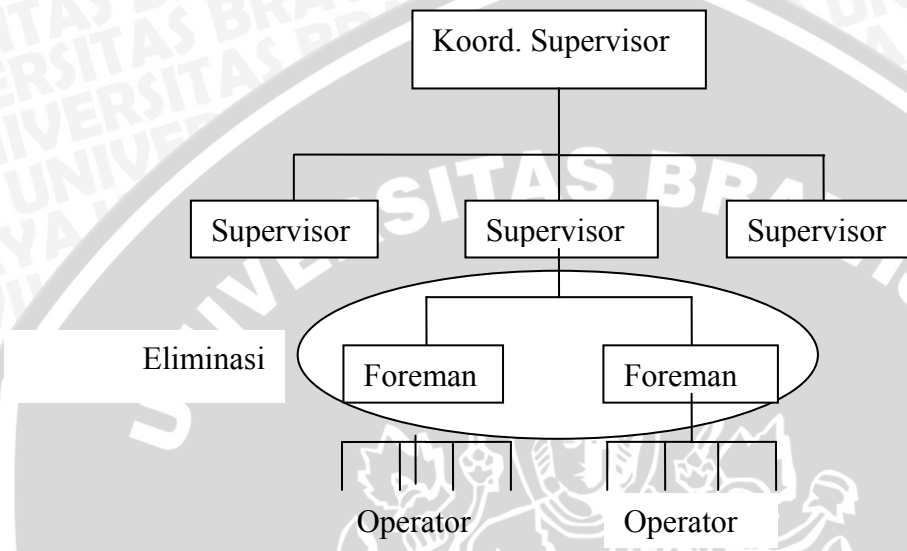 Koord. Supervisor
Supervisor Supervisor Supervisor
Eliminasi
Foreman Foreman
Operator Operator